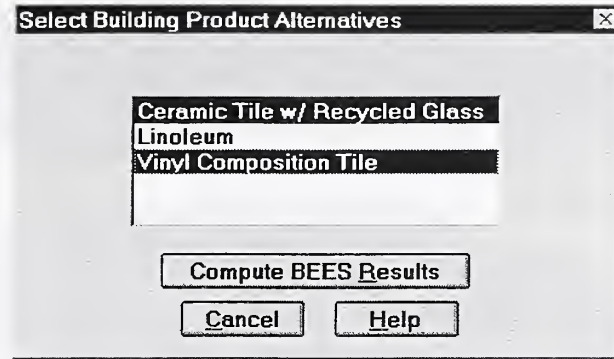 Select Building Product Alternatives
Ceramic Tile w/ Recycled Glass
Linoleum
Vinyl Composition Tile
Compute BEES Results
Cancel Help